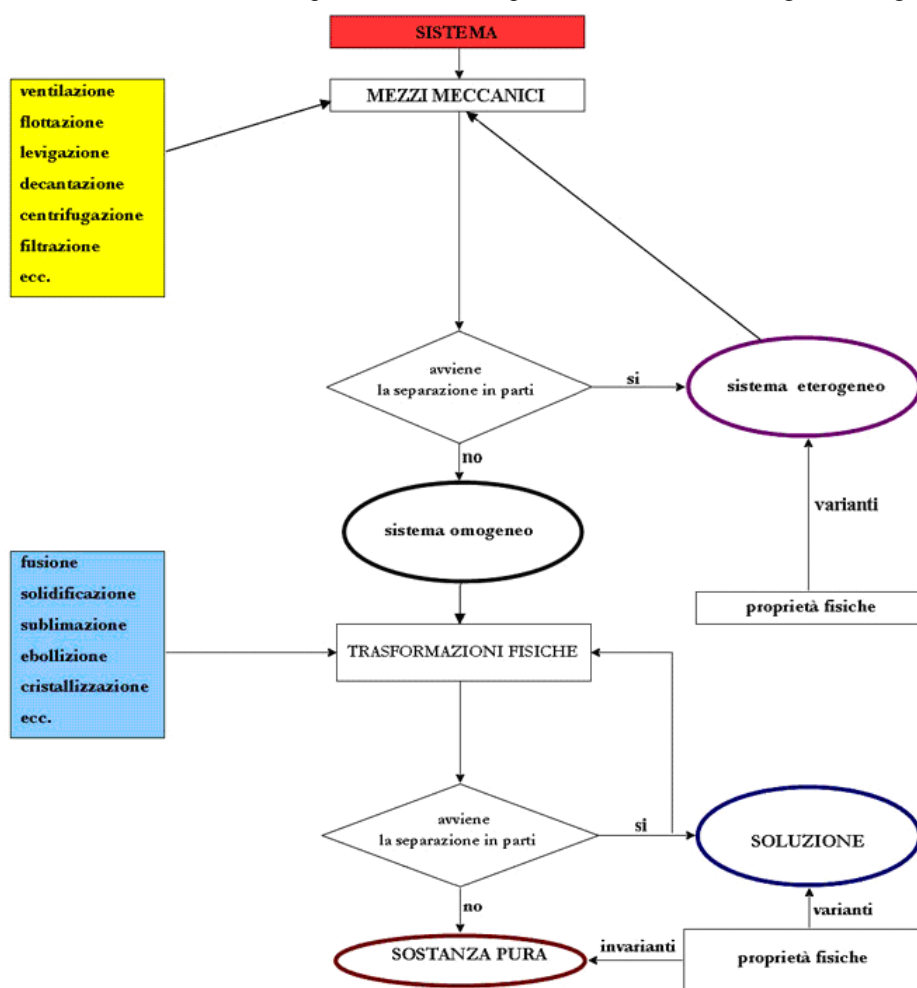 SISTEMA
MEZZI MECCANICI
ventilazione
flottazione
levigazione
decantazione
centrifugazione
filtrazione
ecc.
avviene
la separazione in parti
si
sistema eterogeneo
no
varianti
sistema omogeneo
proprietà fisiche
fusione
solidificazione
sublimazione
ebollizione
cristallizzazione
ecc.
TRASFORMAZIONI FISICHE
avviene
la separazione in parti
si
SOLUZIONE
no
varianti
SOSTANZA PURA
invarianti
proprietà fisiche